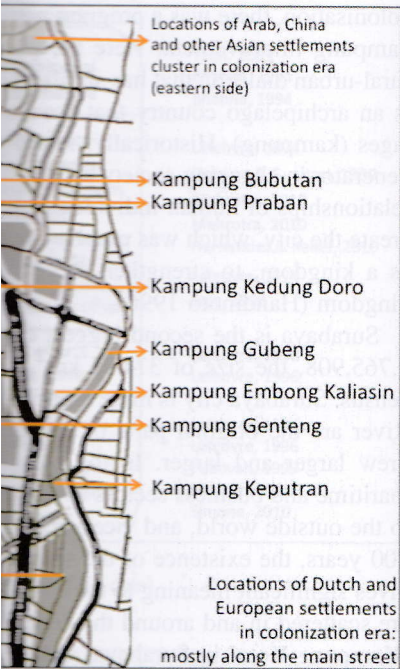 Locations of Arab, China
and other Asian settlements
cluster in colonization era
(eastern side)
Kampung Bubutan
Kampung Praban
Kampung Kedung Doro
Kampung Gubeng
Kampung Embong Kaliasin
Kampung Genteng
Kampung Keputran
Locations of Dutch and
European settlements
in colonization era:
mostly along the main street